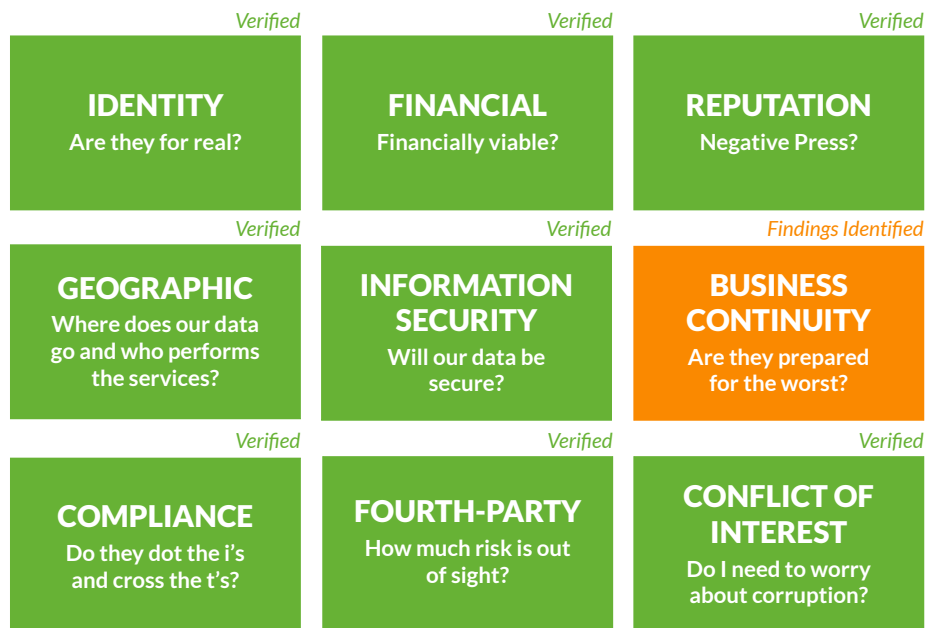 Verified
Verified
Verified
IDENTITY
Are they for real?
FINANCIAL
Financially viable?
REPUTATION
Negative Press?
Verified
Verified
Findings Identified
GEOGRAPHIC
Where does our data
go and who performs
the services?
INFORMATION
SECURITY
Will our data be
secure?
BUSINESS
CONTINUITY
Are they prepared
for the worst?
Verified
Verified
Verified
COMPLIANCE
Do they dot the i’s
and cross the t’s?
FOURTH-PARTY
How much risk is out
of sight?
CONFLICT OF
INTEREST
Do I need to worry
about corruption?